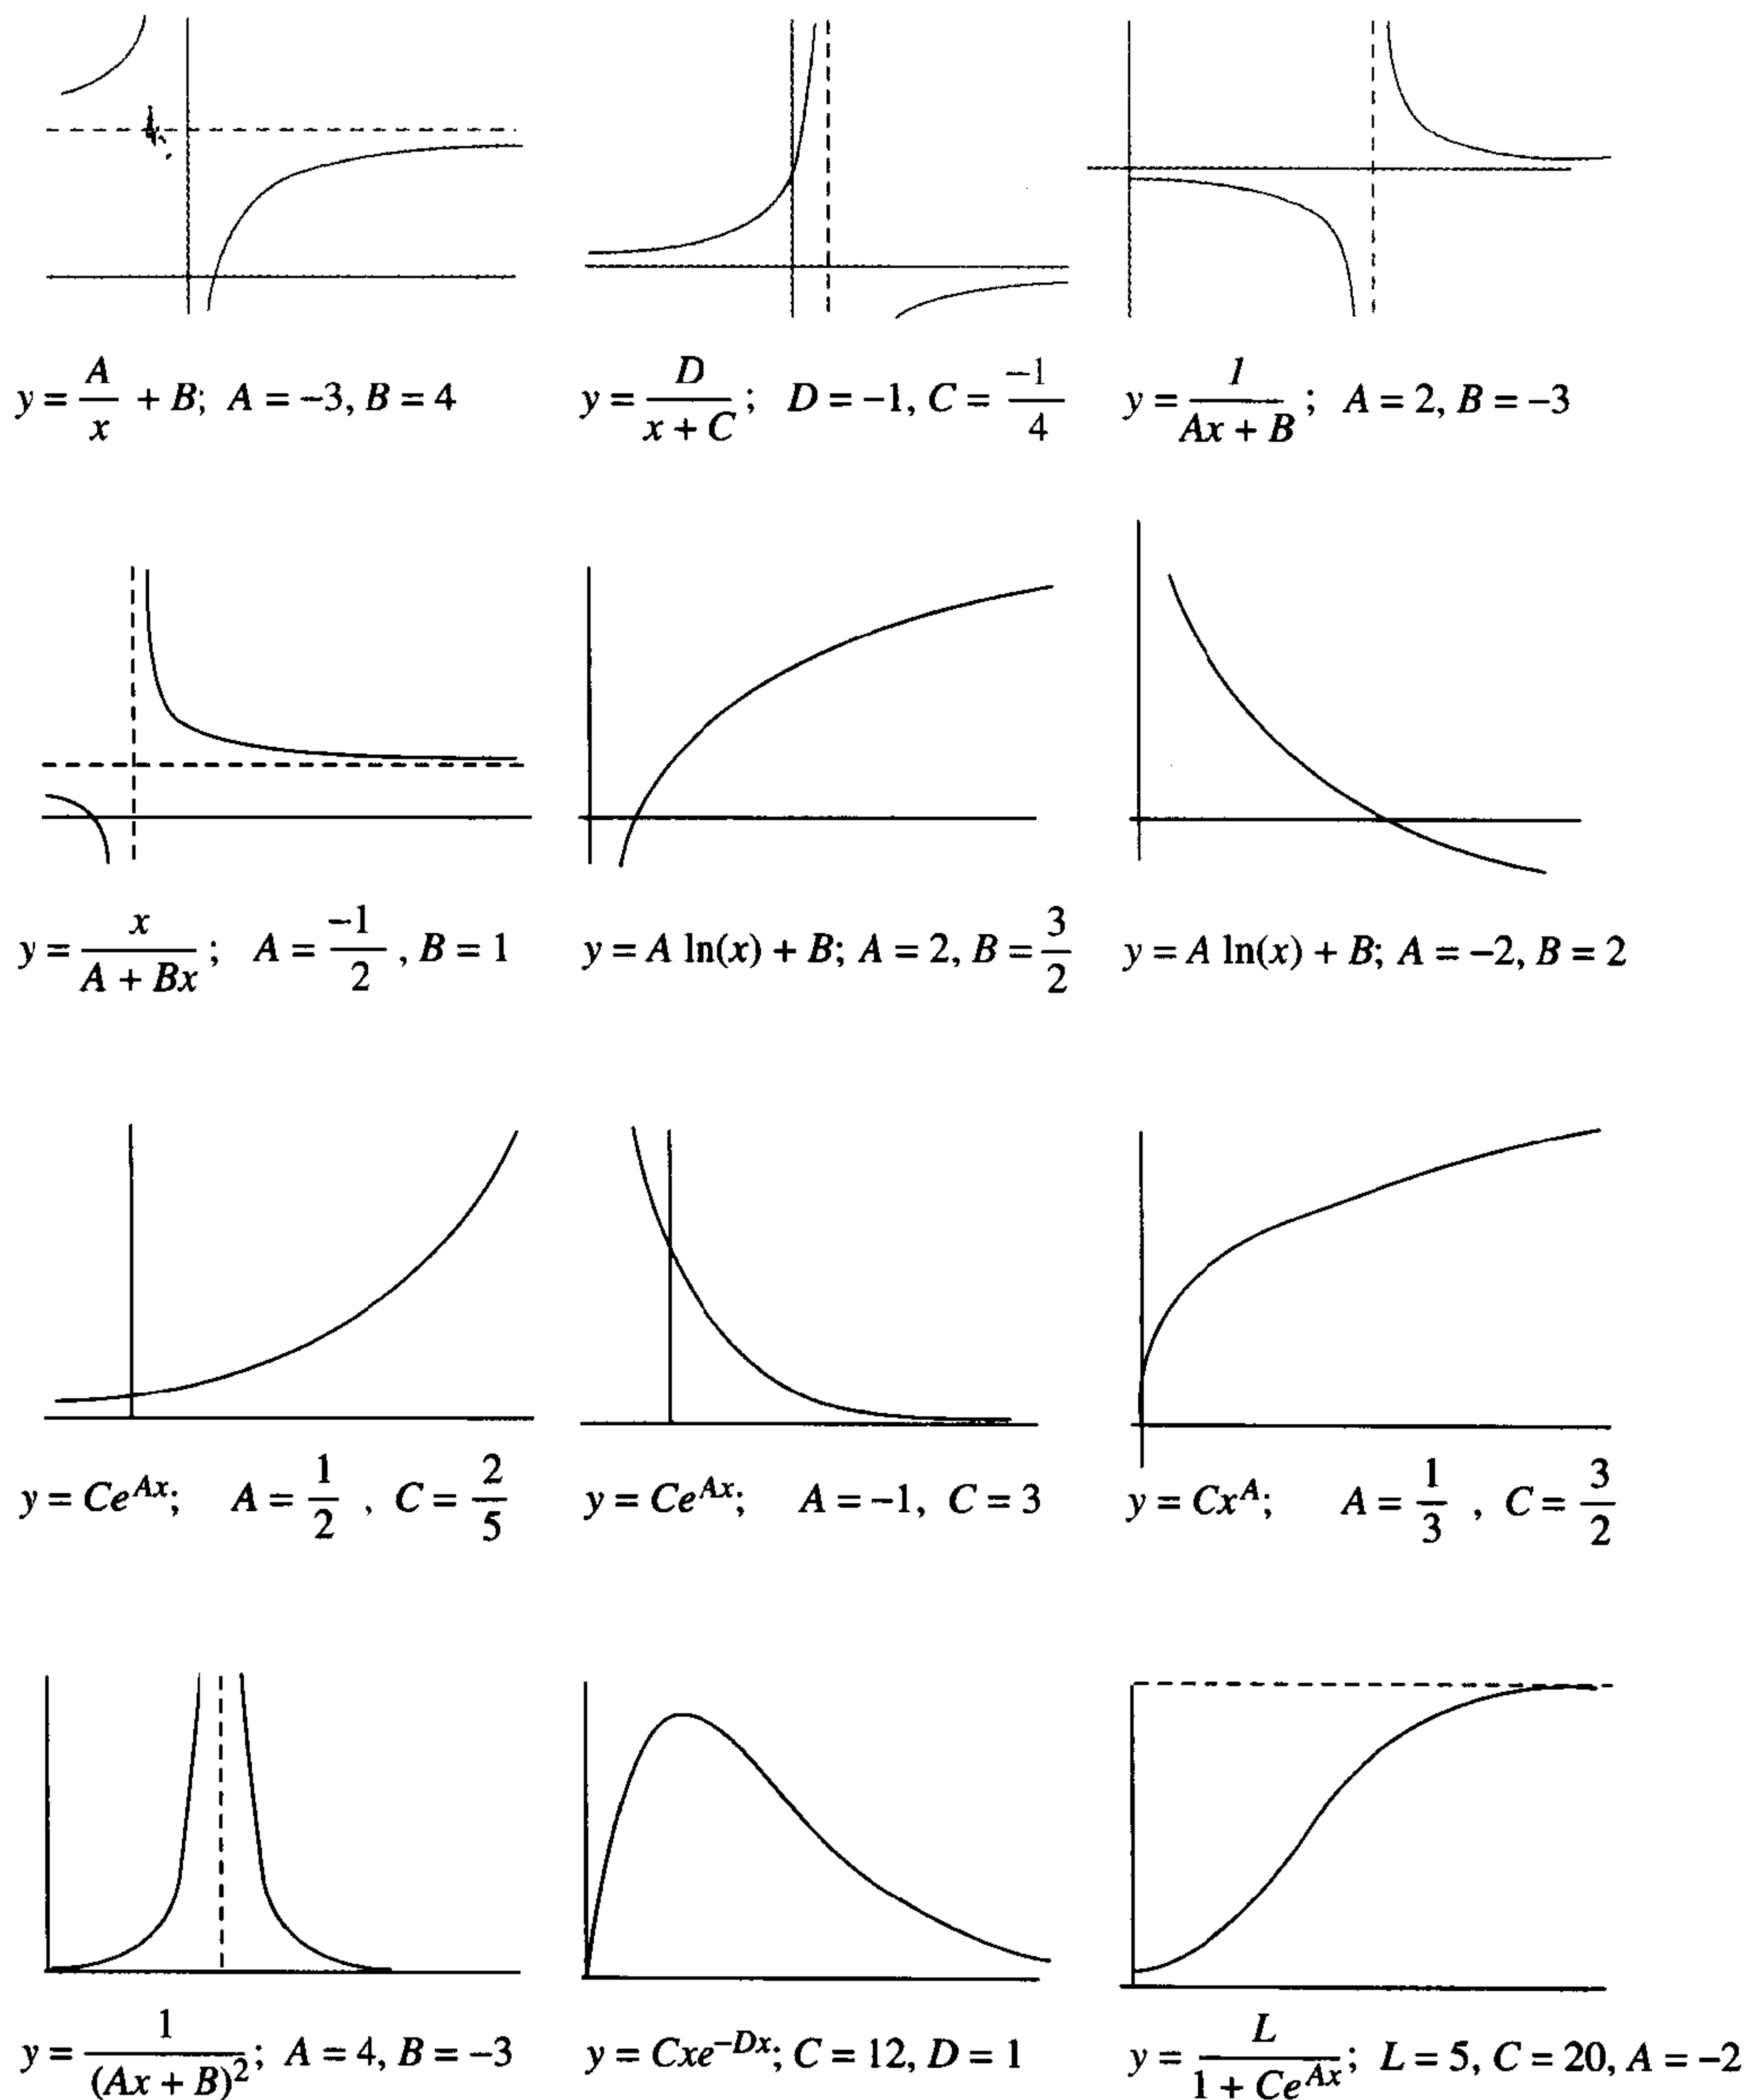 y = A/x + B; A = −3, B = 4
y = D/(x + C); D = −1, C = −1/4
y = 1/(Ax + B); A = 2, B = −3
y = x/(A + Bx); A = −1/2, B = 1
y = A ln(x) + B; A = 2, B = 3/2
y = A ln(x) + B; A = −2, B = 2
y = Ce^{Ax}; A = 1/2, C = 2/5
y = Ce^{Ax}; A = −1, C = 3
y = Cx^A; A = 1/3, C = 3/2
y = 1/(Ax + B)^2; A = 4, B = −3
y = Cxe^{−Dx}; C = 12, D = 1
y = L/(1 + Ce^{Ax}); L = 5, C = 20, A = −2